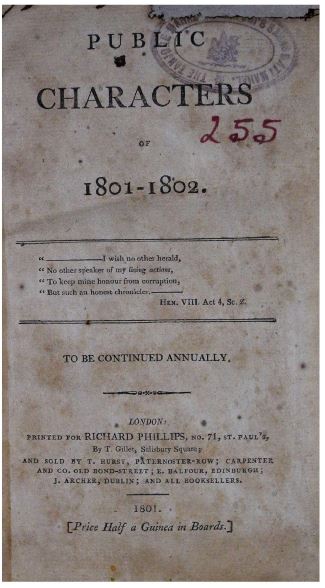 PUBLIC
CHARACTERS
255
OF
1801-1802.
“ ————I wish no other herald,
“ No other speaker of my living actions,
“ To keep mine honour from corruption,
“ But such an honest chronicler.————
HEN. VIII. Act 4, Sc. 2.
TO BE CONTINUED ANNUALLY.
LONDON:
PRINTED FOR RICHARD PHILLIPS, NO. 71, ST. PAUL'S,
By T. Gillet, Salisbury Square;
AND SOLD BY T. HURST, PATERNOSTER-ROW; CARPENTER
AND CO. OLD BOND-STREET; E. BALFOUR, EDINBURGH;
J. ARCHER, DUBLIN; AND ALL BOOKSELLERS.
1801.
[Price Half a Guinea in Boards.]